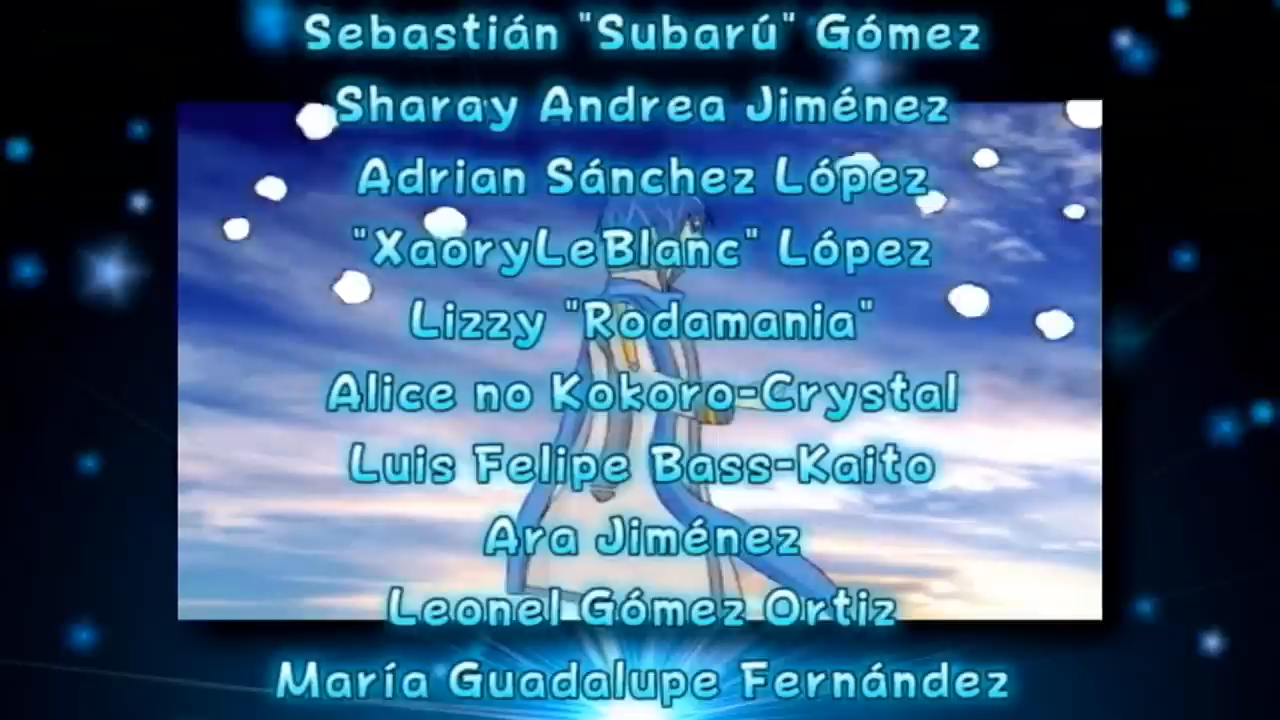 Sebastián "Subarú" Gómez
Sharay Andrea Jiménez
Adrian Sánchez López
"XaoryLeBlanc" López
Lizzy "Rodamania"
Alice no Kokoro-Crystal
Luis Felipe Bass-Kaito
Ara Jiménez
Leonel Gómez Ortiz
María Guadalupe Fernández